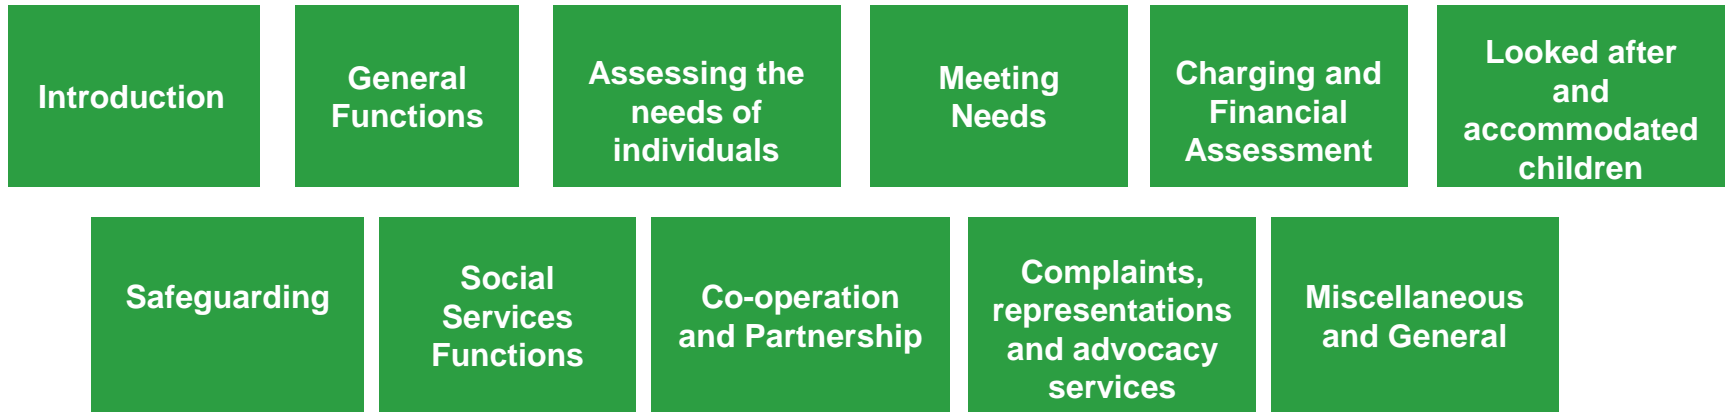 Introduction
General
Functions
Assessing the
needs of
individuals
Meeting
Needs
Charging and
Financial
Assessment
Looked after
and
accommodated
children
Safeguarding
Social
Services
Functions
Co-operation
and Partnership
Complaints,
representations
and advocacy
services
Miscellaneous
and General